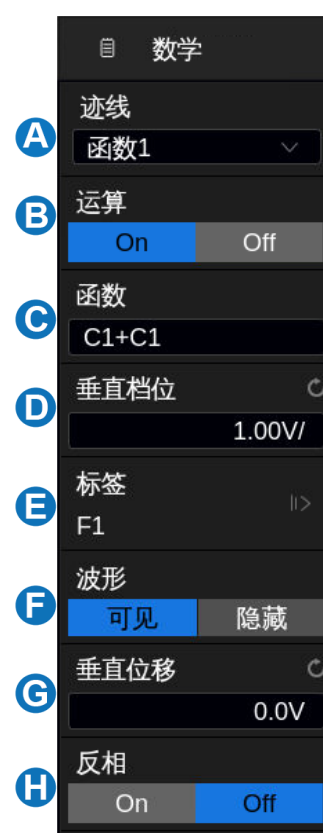 数学
A
迹线
函数1
B
运算
On Off
C
函数
C1+C1
D
垂直档位
1.00V/
E
标签
F1
F
波形
可见 隐藏
G
垂直位移
0.0V
H
反相
On Off